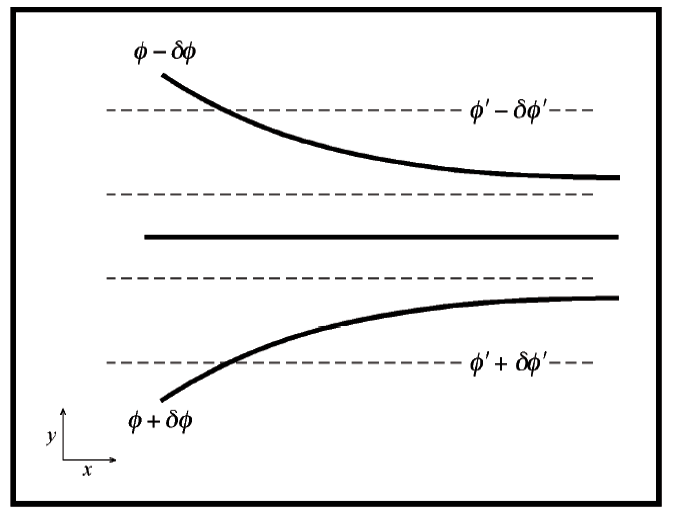 ϕ − δϕ
ϕ′ − δϕ′
ϕ′ + δϕ′
ϕ + δϕ
y
x